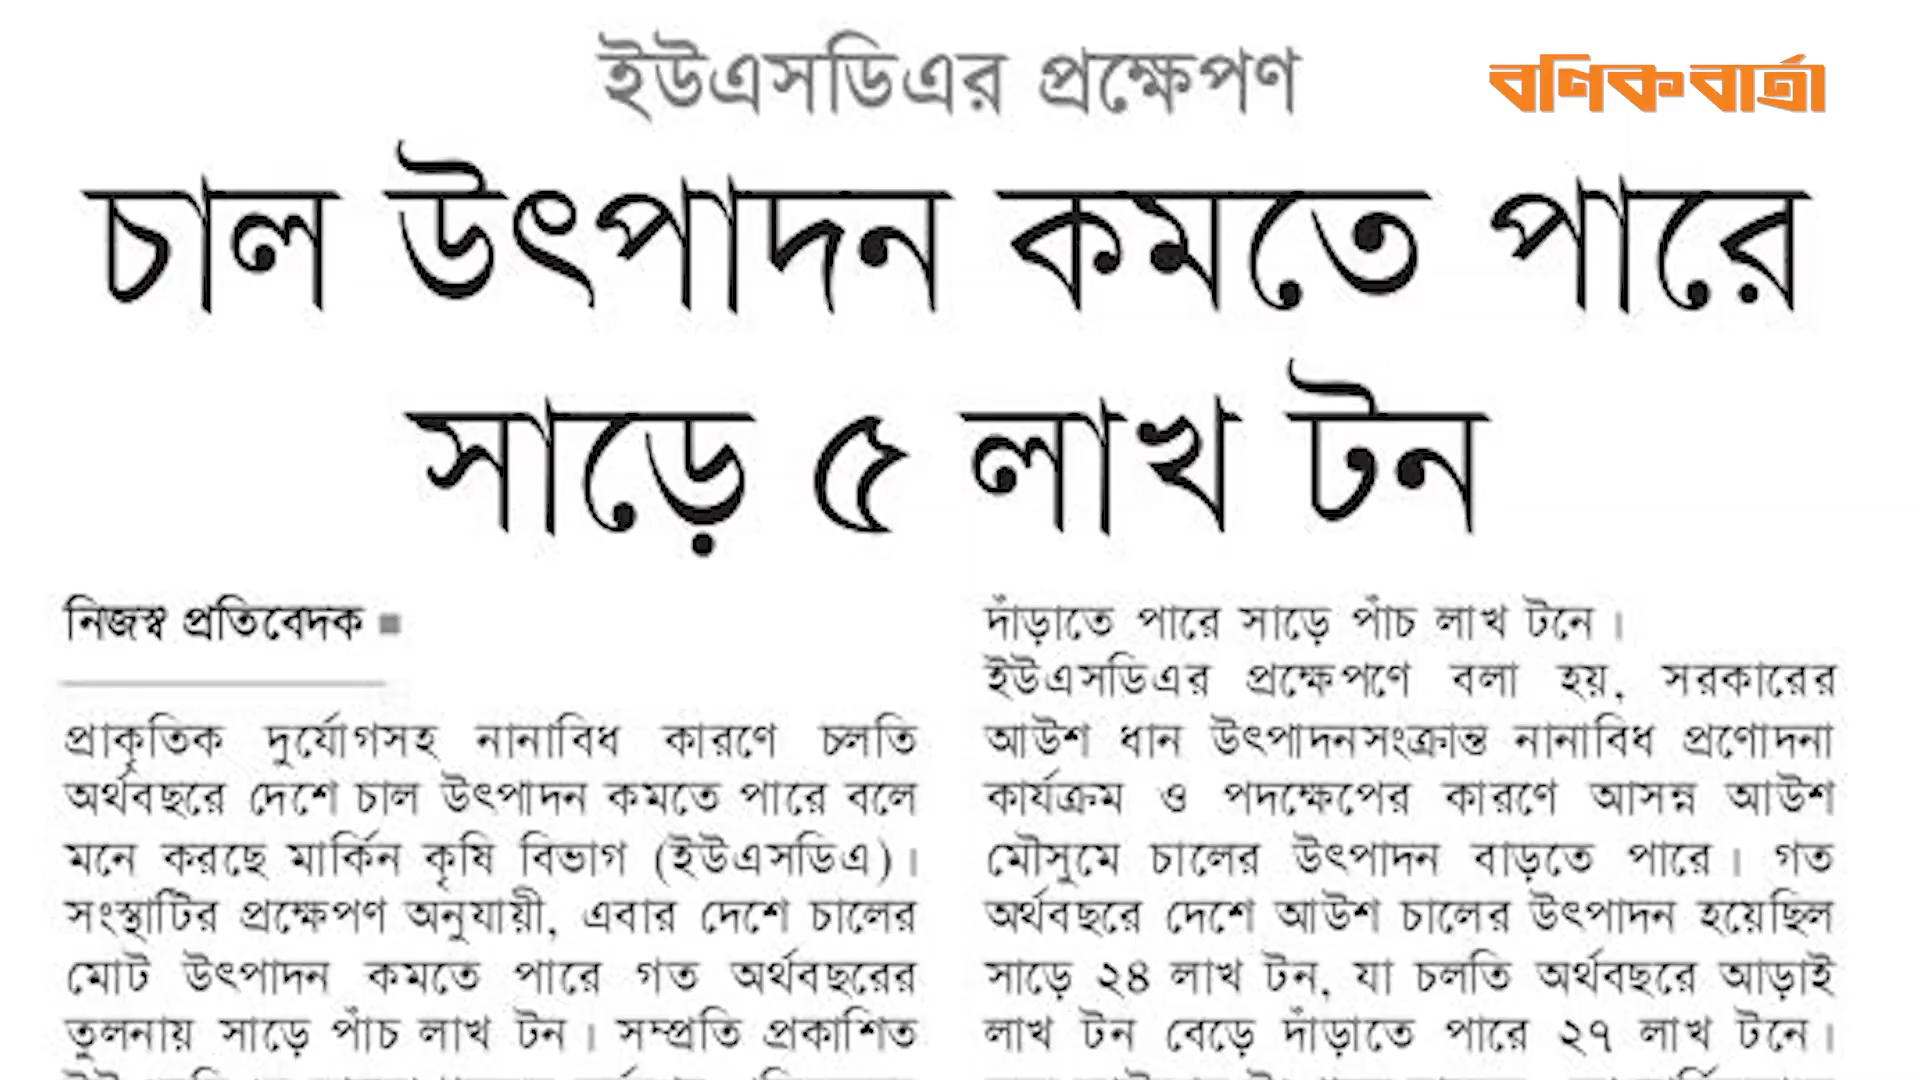 ইউএসডিএর প্রক্ষেপণ
বণিক বার্তা
চাল উৎপাদন কমতে পারে
সাড়ে ৫ লাখ টন
নিজস্ব প্রতিবেদক
প্রাকৃতিক দুর্যোগসহ নানাবিধ কারণে চলতি
অর্থবছরে দেশে চাল উৎপাদন কমতে পারে বলে
মনে করছে মার্কিন কৃষি বিভাগ (ইউএসডিএ)।
সংস্থাটির প্রক্ষেপণ অনুযায়ী, এবার দেশে চালের
মোট উৎপাদন কমতে পারে গত অর্থবছরের
তুলনায় সাড়ে পাঁচ লাখ টন। সম্প্রতি প্রকাশিত
দাঁড়াতে পারে সাড়ে পাঁচ লাখ টনে।
ইউএসডিএর প্রক্ষেপণে বলা হয়, সরকারের
আউশ ধান উৎপাদনসংক্রান্ত নানাবিধ প্রণোদনা
কার্যক্রম ও পদক্ষেপের কারণে আসন্ন আউশ
মৌসুমে চালের উৎপাদন বাড়তে পারে। গত
অর্থবছরে দেশে আউশ চালের উৎপাদন হয়েছিল
সাড়ে ২৪ লাখ টন, যা চলতি অর্থবছরে আড়াই
লাখ টন বেড়ে দাঁড়াতে পারে ২৭ লাখ টনে।